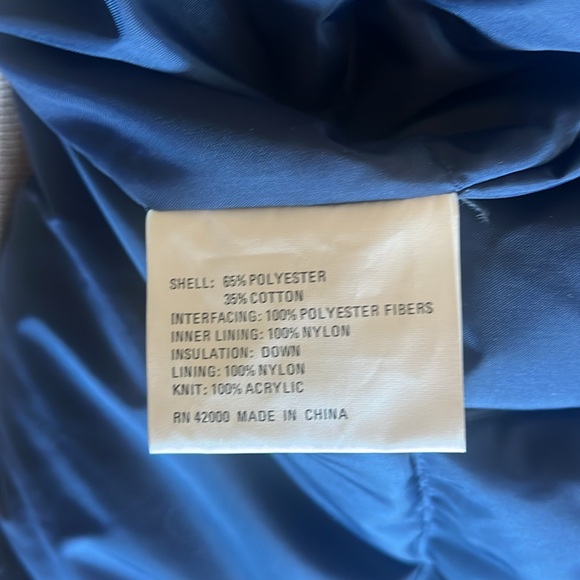 SHELL: 65% POLYESTER
35% COTTON
INTERFACING: 100% POLYESTER FIBERS
INNER LINING: 100% NYLON
INSULATION: DOWN
LINING: 100% NYLON
KNIT: 100% ACRYLIC
RN 42000 MADE IN CHINA